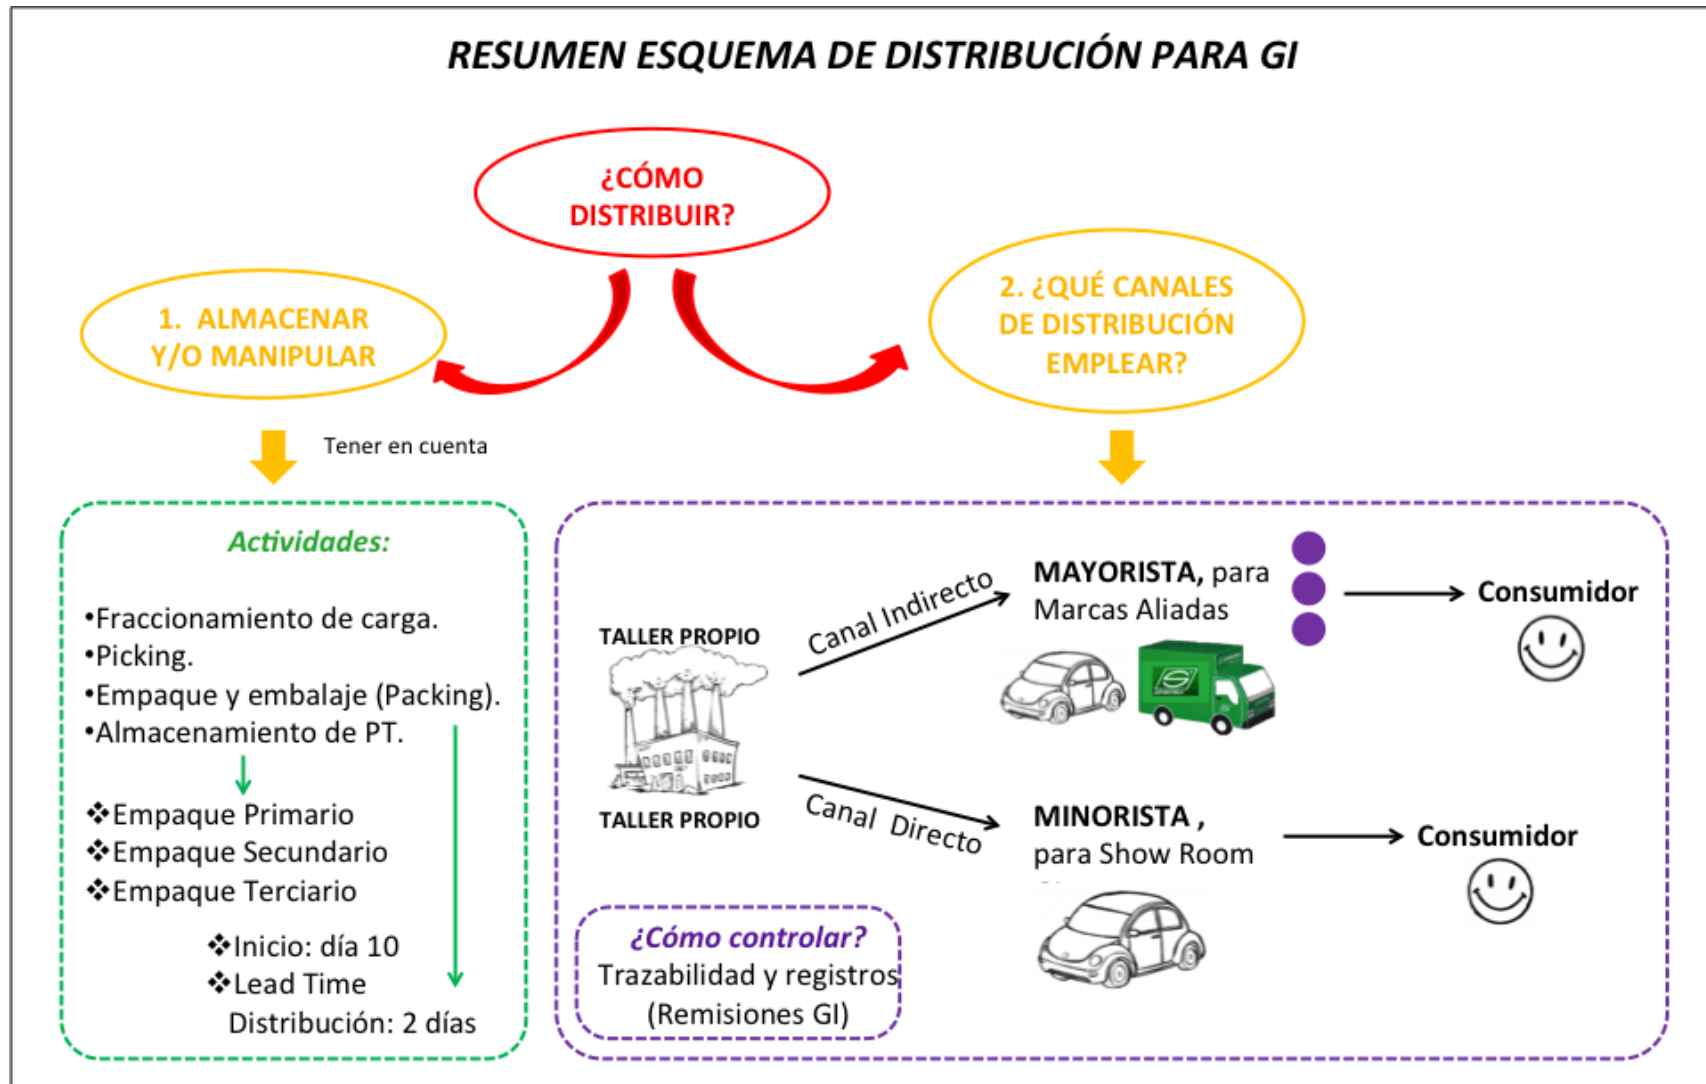 RESUMEN ESQUEMA DE DISTRIBUCIÓN PARA GI
¿CÓMO
DISTRIBUIR?
1. ALMACENAR
Y/O MANIPULAR
2. ¿QUÉ CANALES
DE DISTRIBUCIÓN
EMPLEAR?
Tener en cuenta
Actividades:
•Fraccionamiento de carga.
•Picking.
•Empaque y embalaje (Packing).
•Almacenamiento de PT.
❖Empaque Primario
❖Empaque Secundario
❖Empaque Terciario
❖Inicio: día 10
❖Lead Time
Distribución: 2 días
TALLER PROPIO
TALLER PROPIO
Canal Indirecto
MAYORISTA, para
Marcas Aliadas
Consumidor
Canal Directo
MINORISTA ,
para Show Room
Consumidor
¿Cómo controlar?
Trazabilidad y registros
(Remisiones GI)